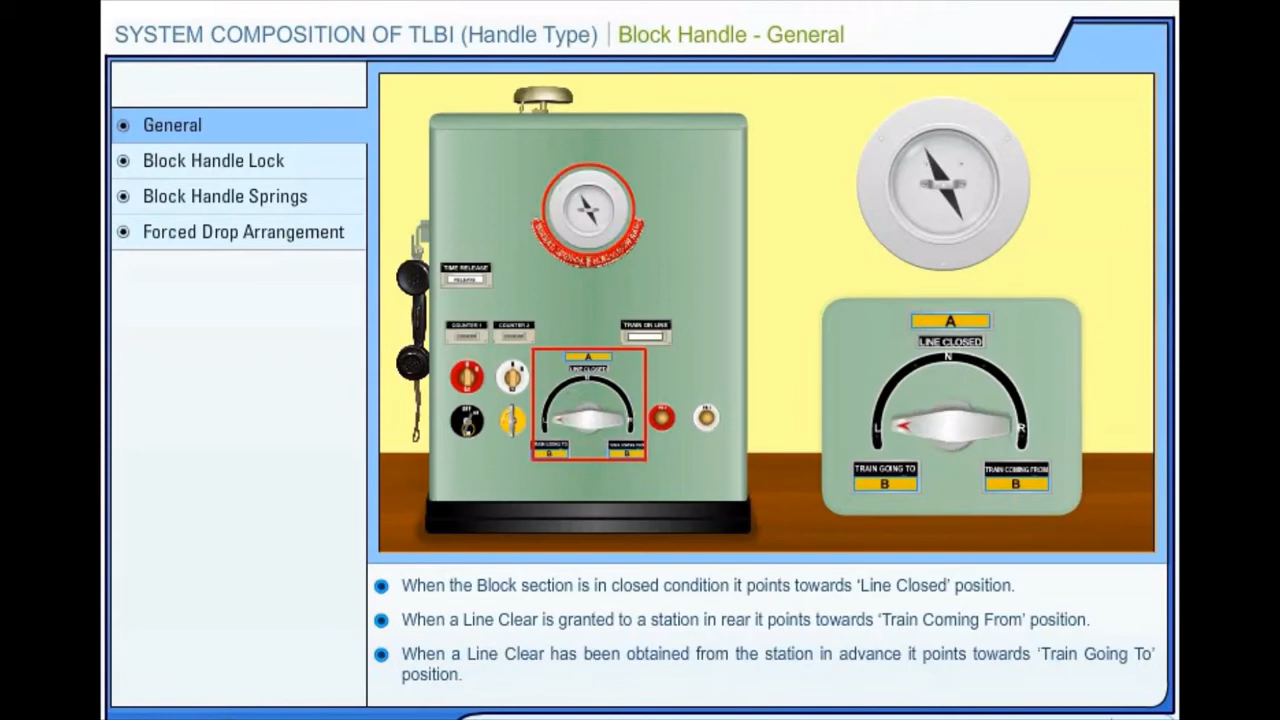 SYSTEM COMPOSITION OF TLBI (Handle Type) | Block Handle - General
General
Block Handle Lock
Block Handle Springs
Forced Drop Arrangement
TIME RELEASE
COUNTER 1
COUNTER 2
TRAIN ON LINE
A
LINE CLOSED
B
B
A
LINE CLOSED
N
L
R
TRAIN GOING TO
B
TRAIN COMING FROM
B
When the Block section is in closed condition it points towards ‘Line Closed’ position.
When a Line Clear is granted to a station in rear it points towards ‘Train Coming From’ position.
When a Line Clear has been obtained from the station in advance it points towards ‘Train Going To’
position.